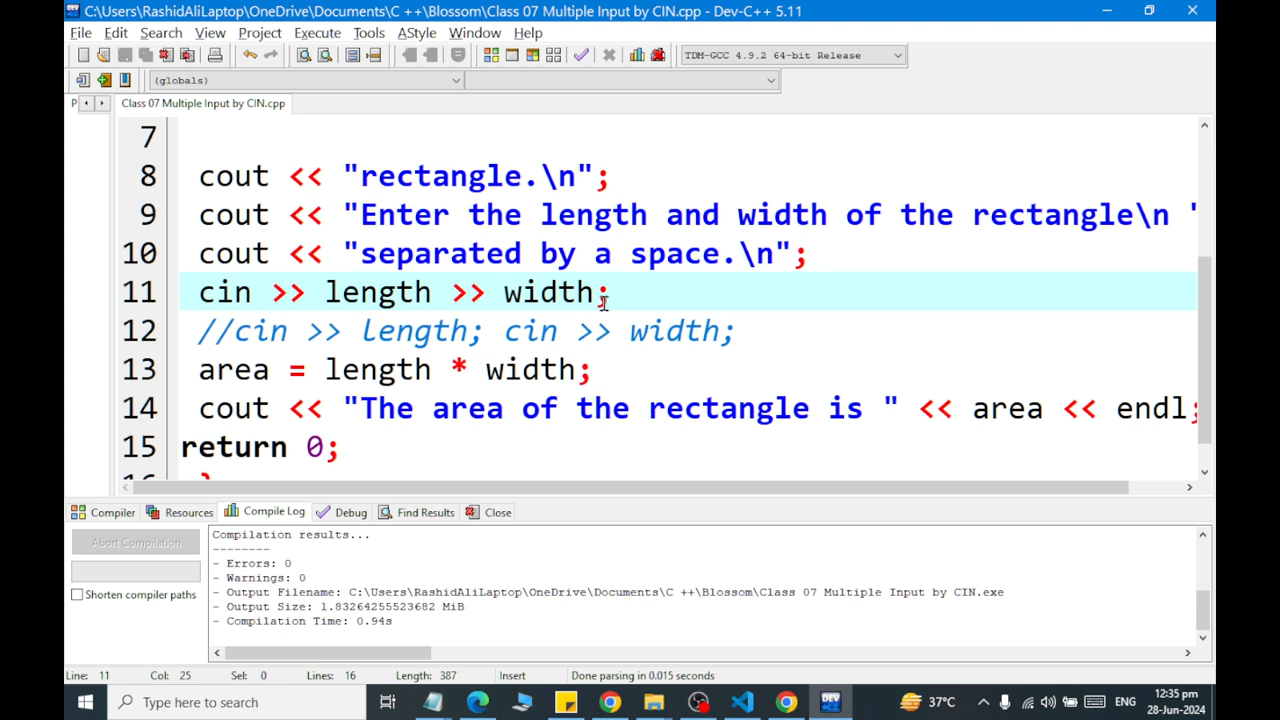 C:\Users\RashidAliLaptop\OneDrive\Documents\C ++\Blossom\Class 07 Multiple Input by CIN.cpp - Dev-C++ 5.11
File Edit Search View Project Execute Tools AStyle Window Help
TDM-GCC 4.9.2 64-bit Release
(globals)
P
Class 07 Multiple Input by CIN.cpp
7
8 cout << "rectangle.\n";
9 cout << "Enter the length and width of the rectangle\n "
10 cout << "separated by a space.\n";
11 cin >> length >> width;
12 //cin >> length; cin >> width;
13 area = length * width;
14 cout << "The area of the rectangle is " << area << endl;
15 return 0;
16 }
Compiler Resources Compile Log Debug Find Results Close
Abort Compilation
Shorten compiler paths
Compilation results...
--------
- Errors: 0
- Warnings: 0
- Output Filename: C:\Users\RashidAliLaptop\OneDrive\Documents\C ++\Blossom\Class 07 Multiple Input by CIN.exe
- Output Size: 1.83264255523682 MiB
- Compilation Time: 0.94s
Line: 11 Col: 25 Sel: 0 Lines: 16 Length: 387 Insert Done parsing in 0.015 seconds
Type here to search
DEV
37°C
ENG
12:35 pm
28-Jun-2024